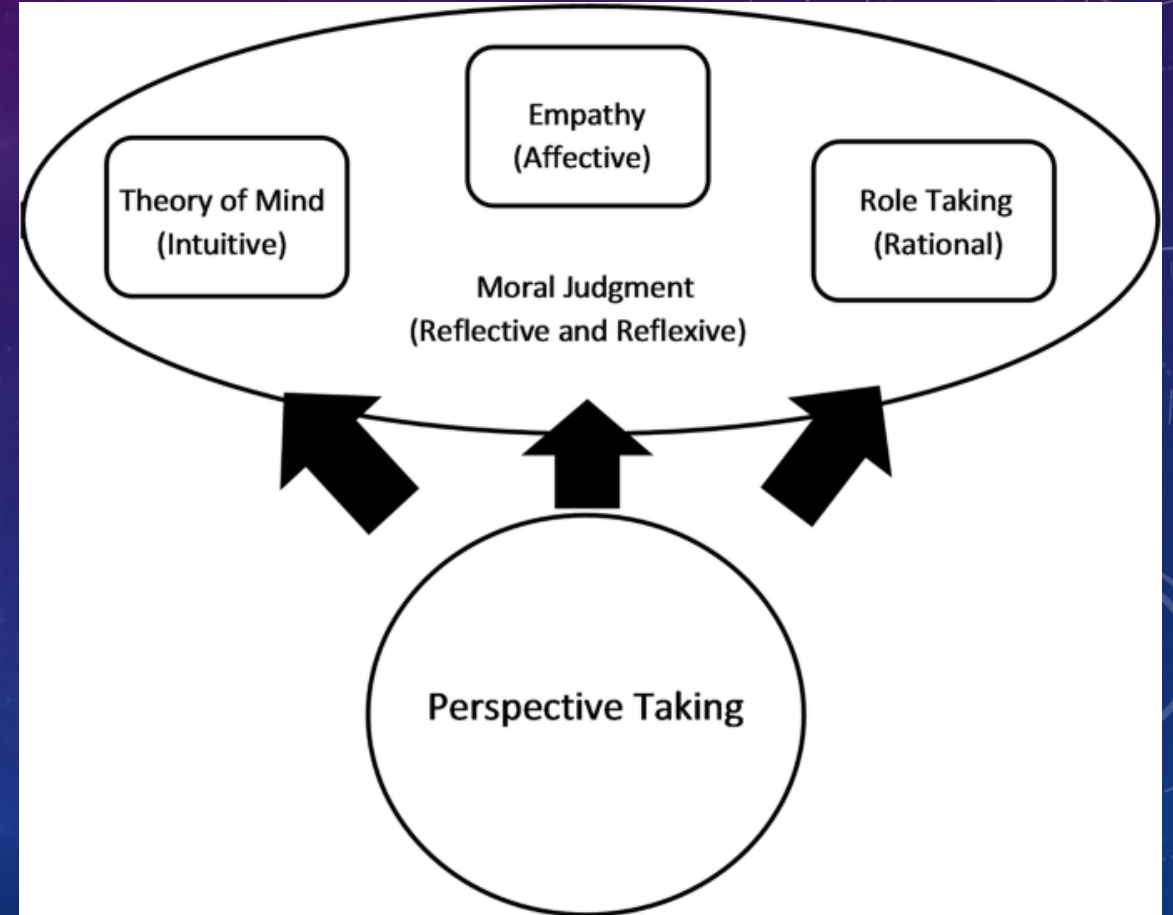 Empathy
(Affective)
Theory of Mind
(Intuitive)
Role Taking
(Rational)
Moral Judgment
(Reflective and Reflexive)
Perspective Taking